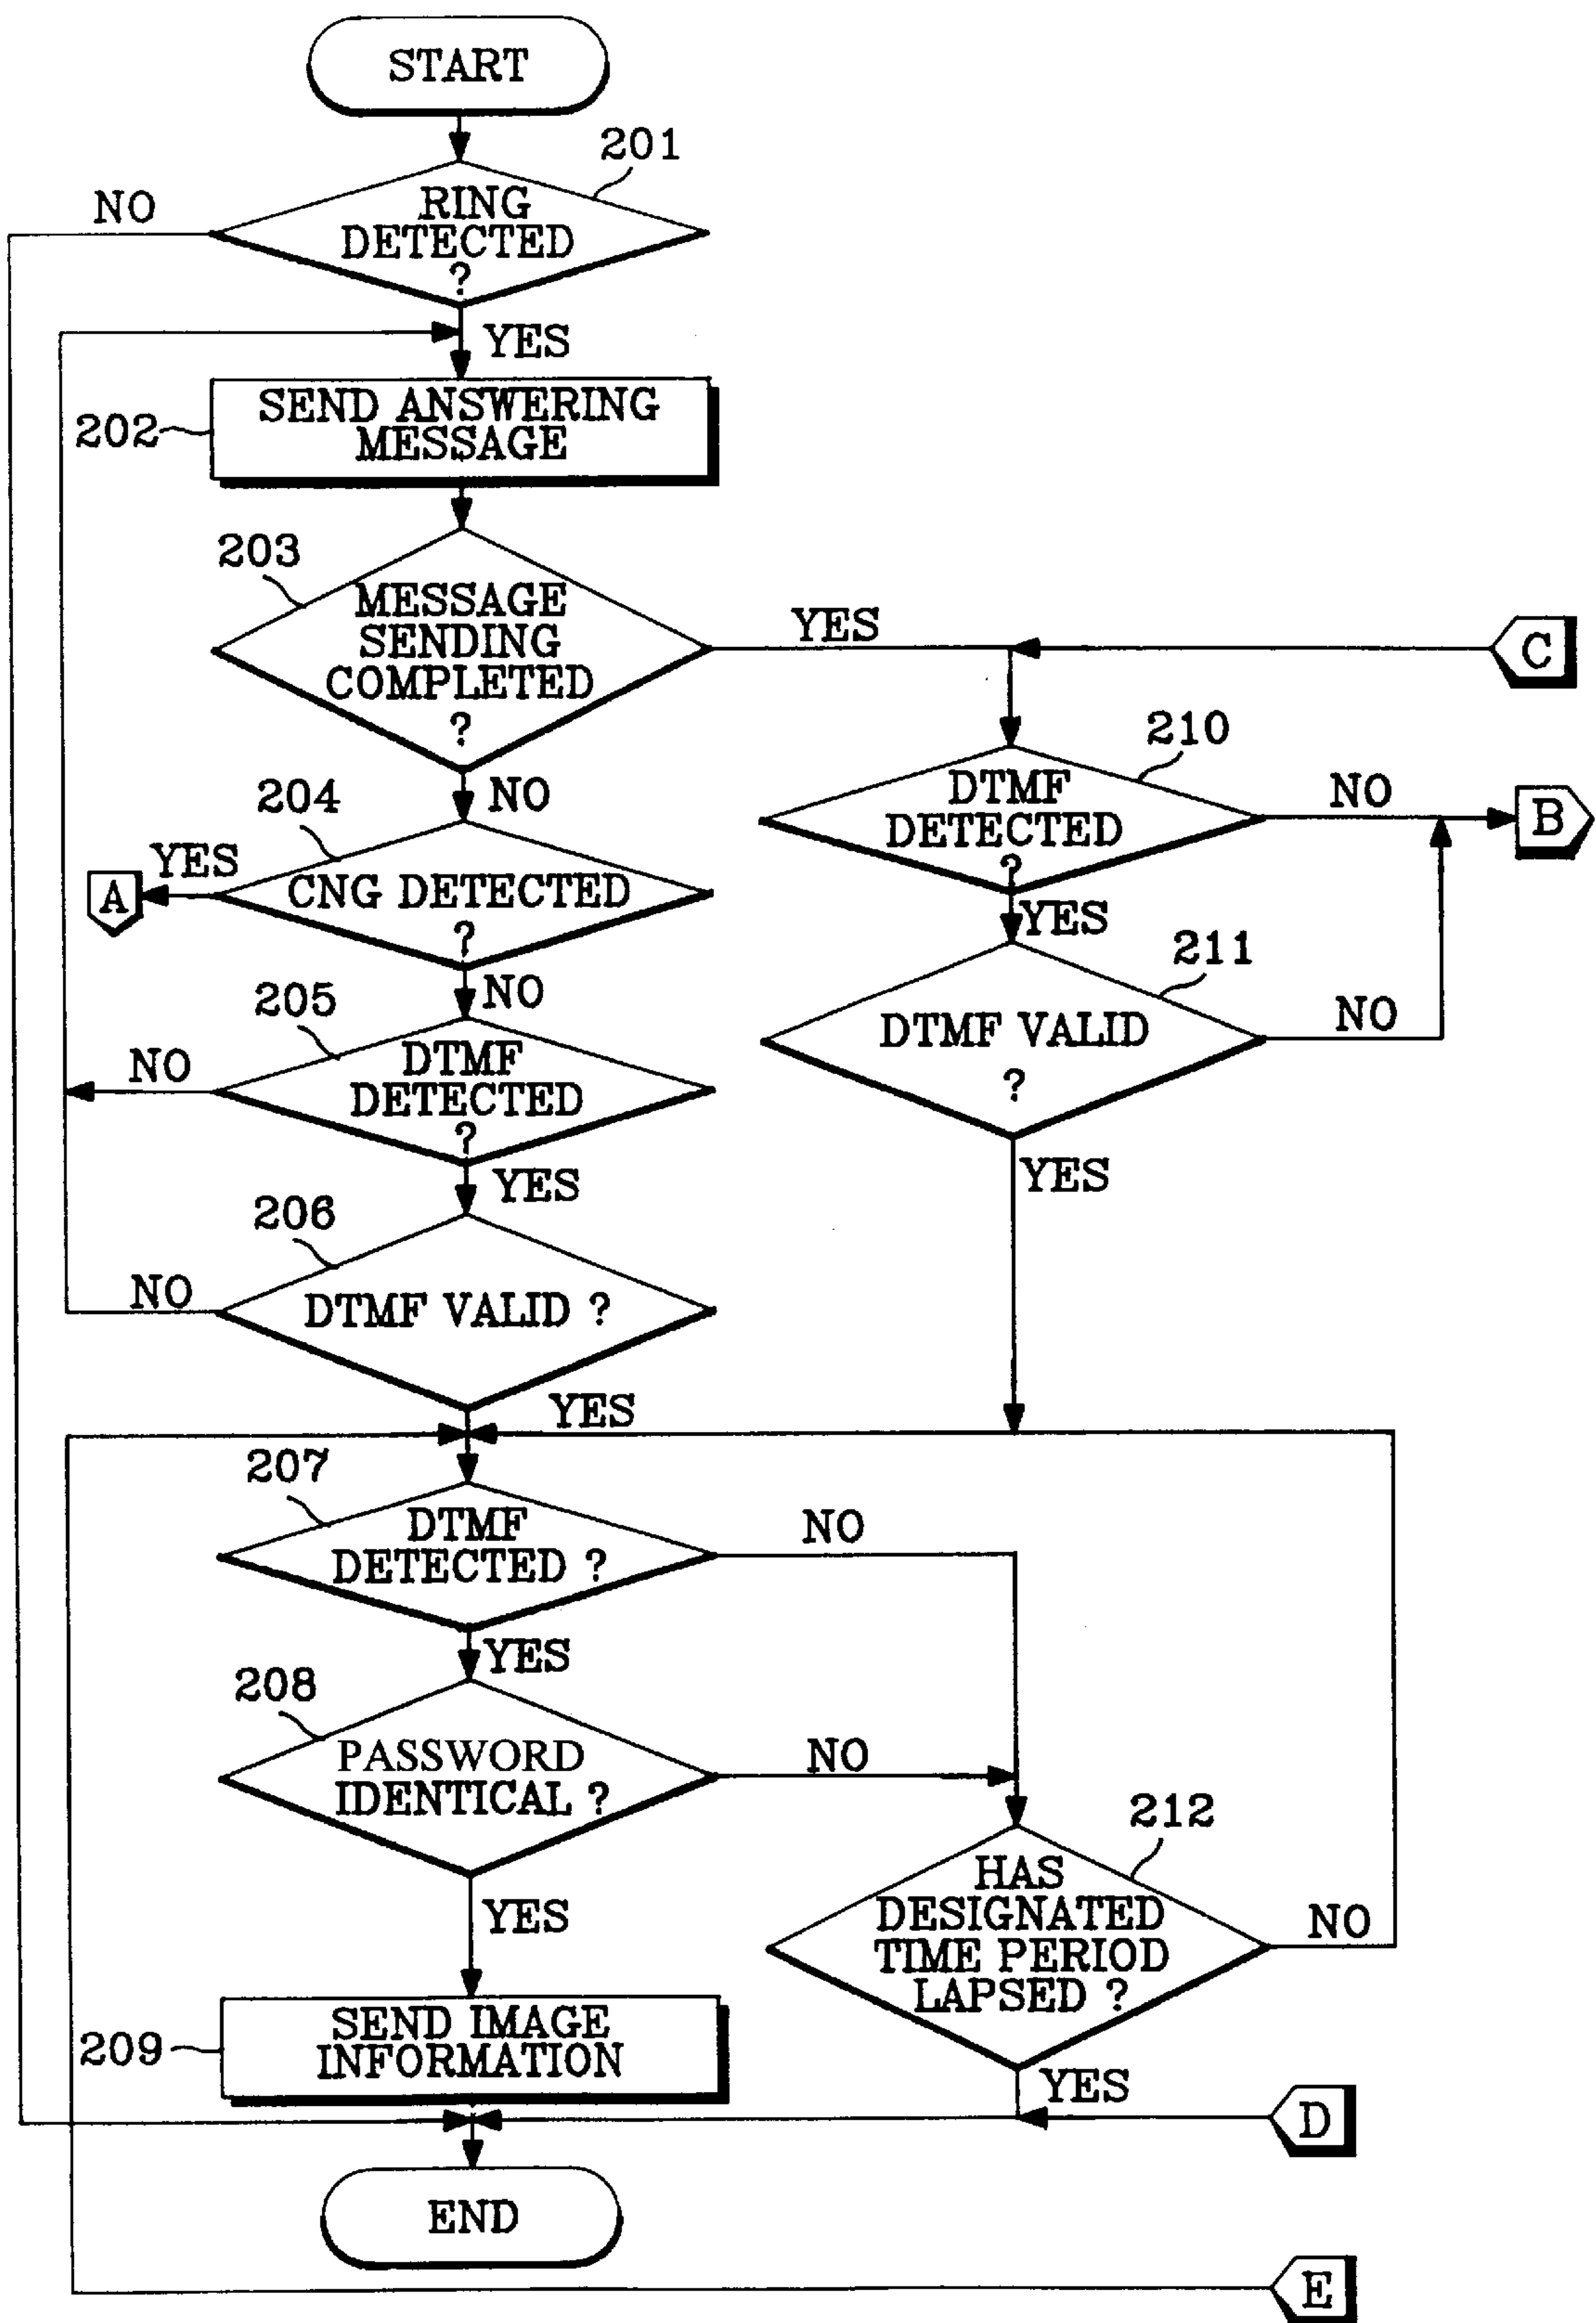 START
201
NO
RING
DETECTED
?
YES
202
SEND ANSWERING
MESSAGE
203
MESSAGE
SENDING
COMPLETED
?
YES
C
NO
210
DTMF
DETECTED
?
NO
B
204
YES
A
CNG DETECTED
?
YES
211
NO
205
NO
DTMF
DETECTED
?
DTMF VALID
?
NO
YES
YES
206
NO
DTMF VALID ?
YES
207
DTMF
DETECTED ?
NO
YES
208
PASSWORD
IDENTICAL ?
NO
212
HAS
DESIGNATED
TIME PERIOD
LAPSED ?
NO
YES
209
SEND IMAGE
INFORMATION
YES
D
END
E